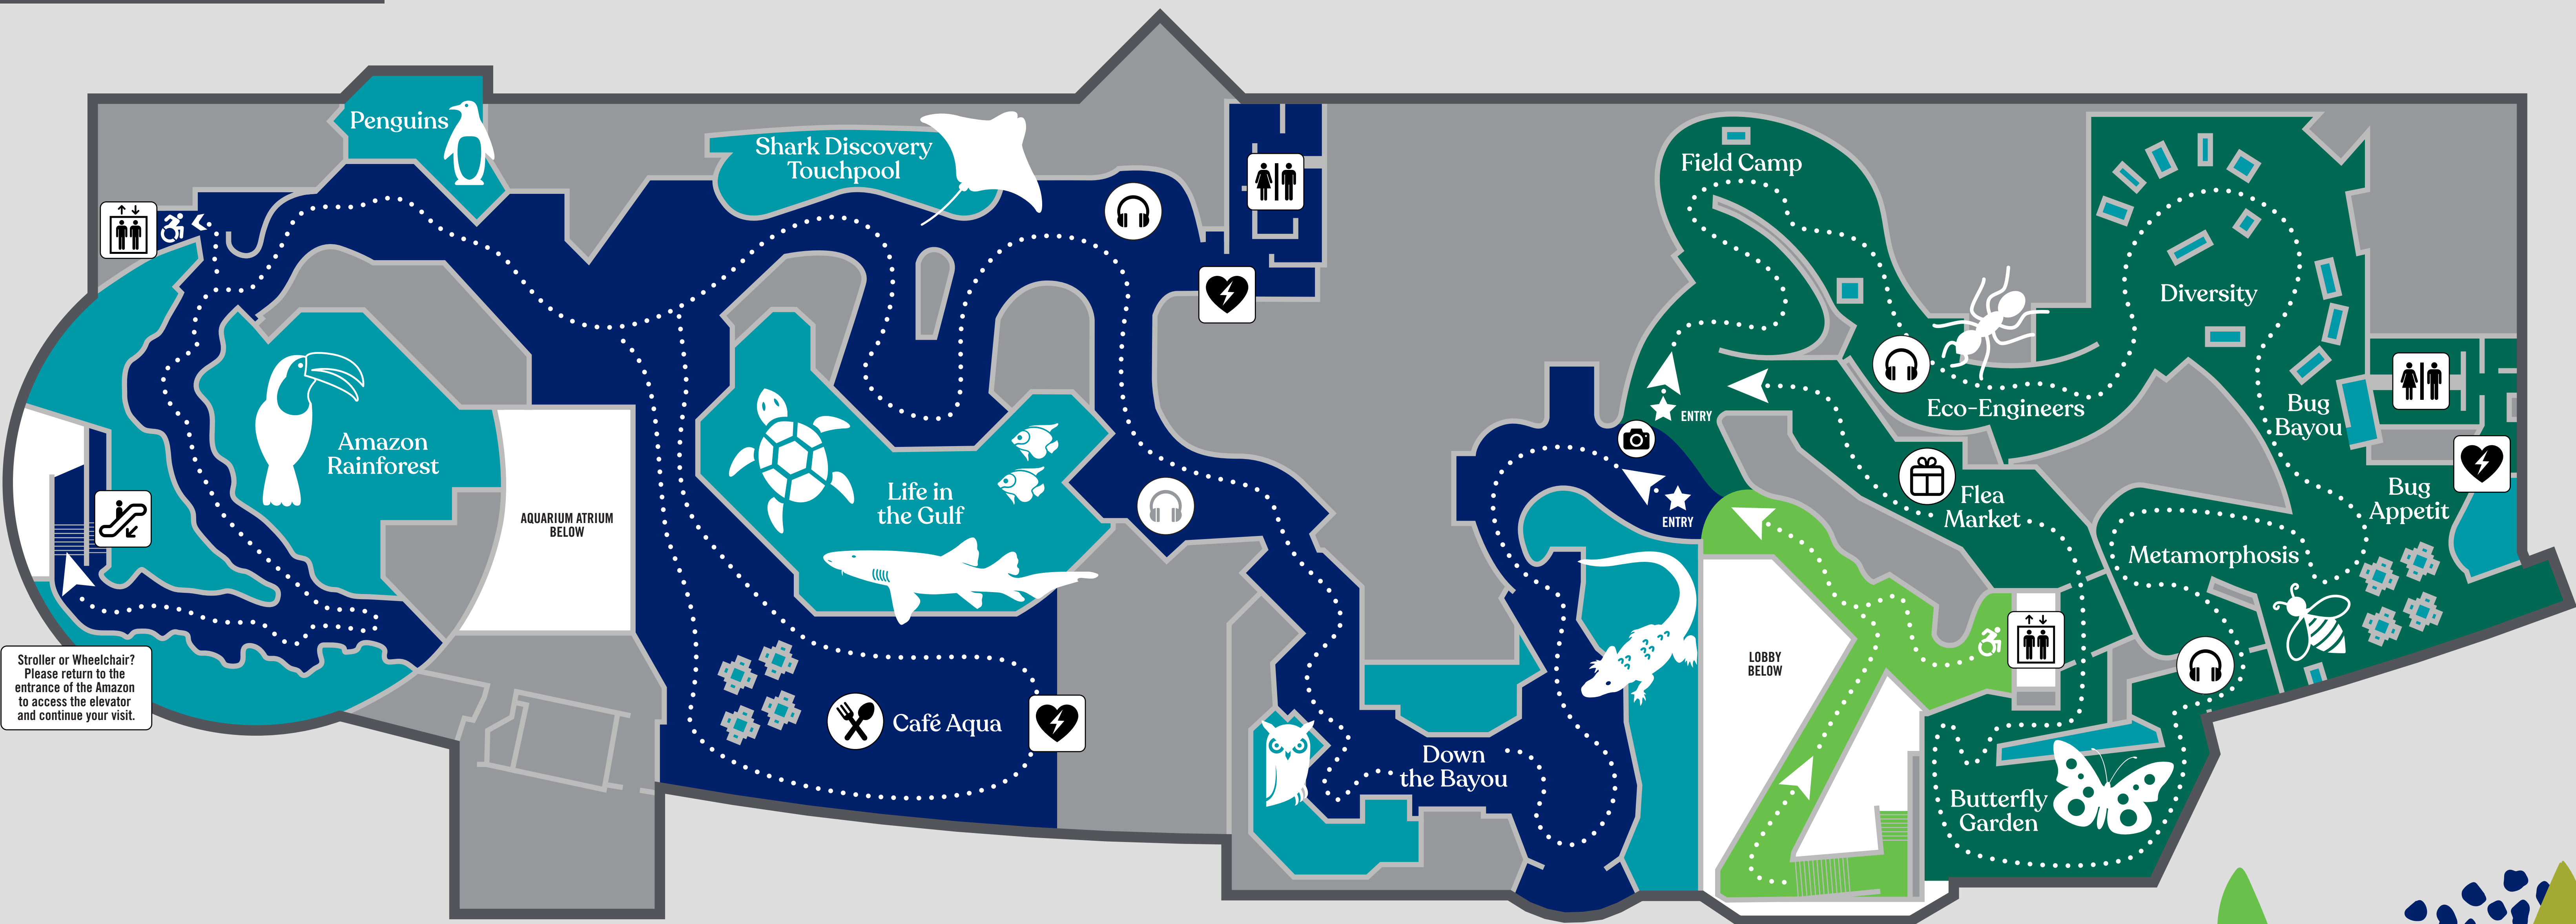 Penguins
Shark Discovery
Touchpool
Field Camp
Diversity
Eco-Engineers
Bug
Bayou
ENTRY
Amazon
Rainforest
AQUARIUM ATRIUM
BELOW
Life in
the Gulf
ENTRY
Flea
Market
Bug
Appetit
Metamorphosis
Stroller or Wheelchair?
Please return to the
entrance of the Amazon
to access the elevator
and continue your visit.
LOBBY
BELOW
Café Aqua
Down
the Bayou
Butterfly
Garden